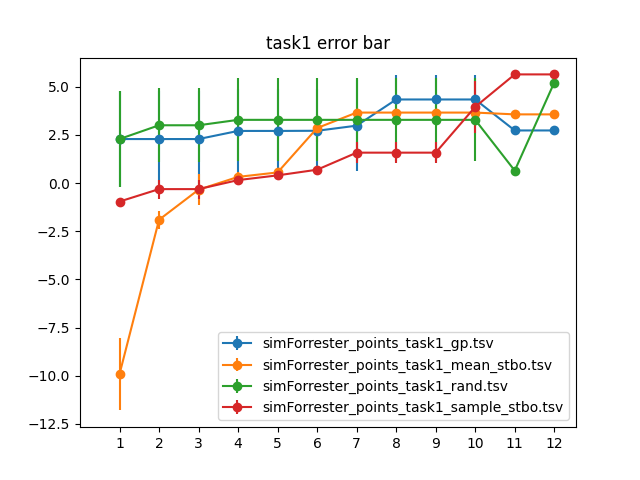 task1 error bar
5.0
2.5
0.0
−2.5
−5.0
−7.5
−10.0
−12.5
simForrester_points_task1_gp.tsv
simForrester_points_task1_mean_stbo.tsv
simForrester_points_task1_rand.tsv
simForrester_points_task1_sample_stbo.tsv
1 2 3 4 5 6 7 8 9 10 11 12